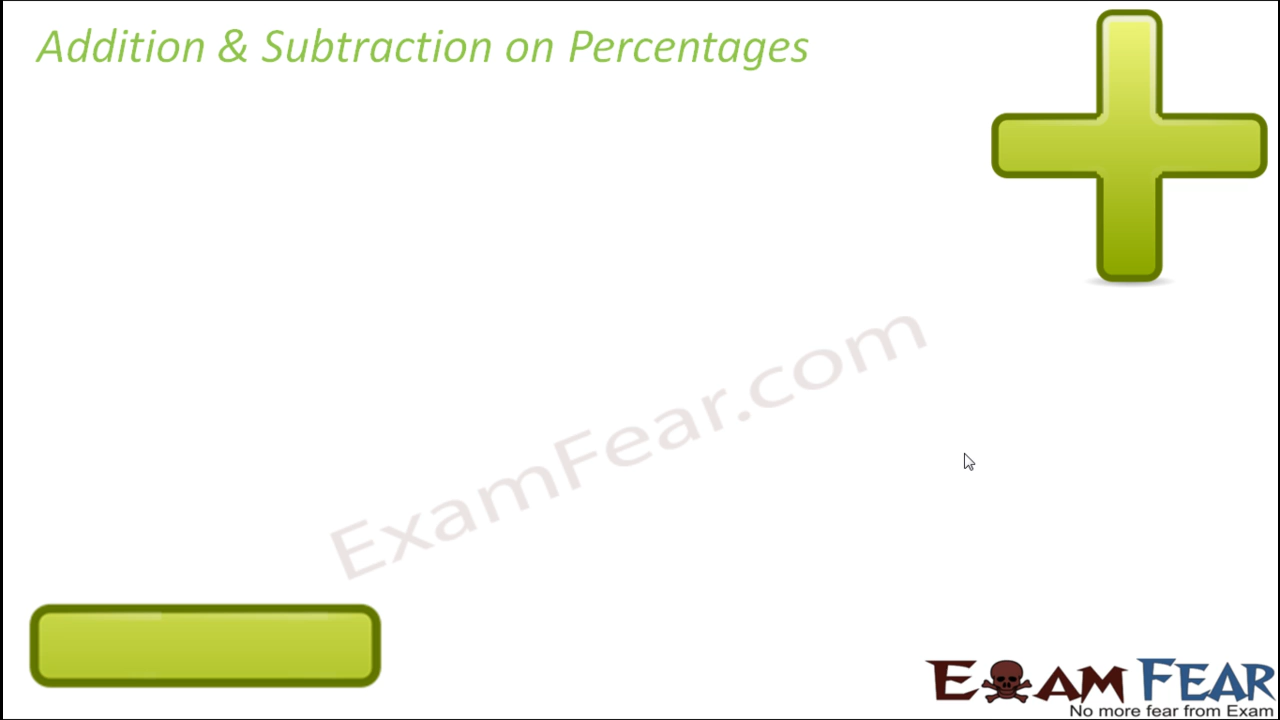 Addition & Subtraction on Percentages
ExamFear.com
EXAM FEAR
No more fear from Exam